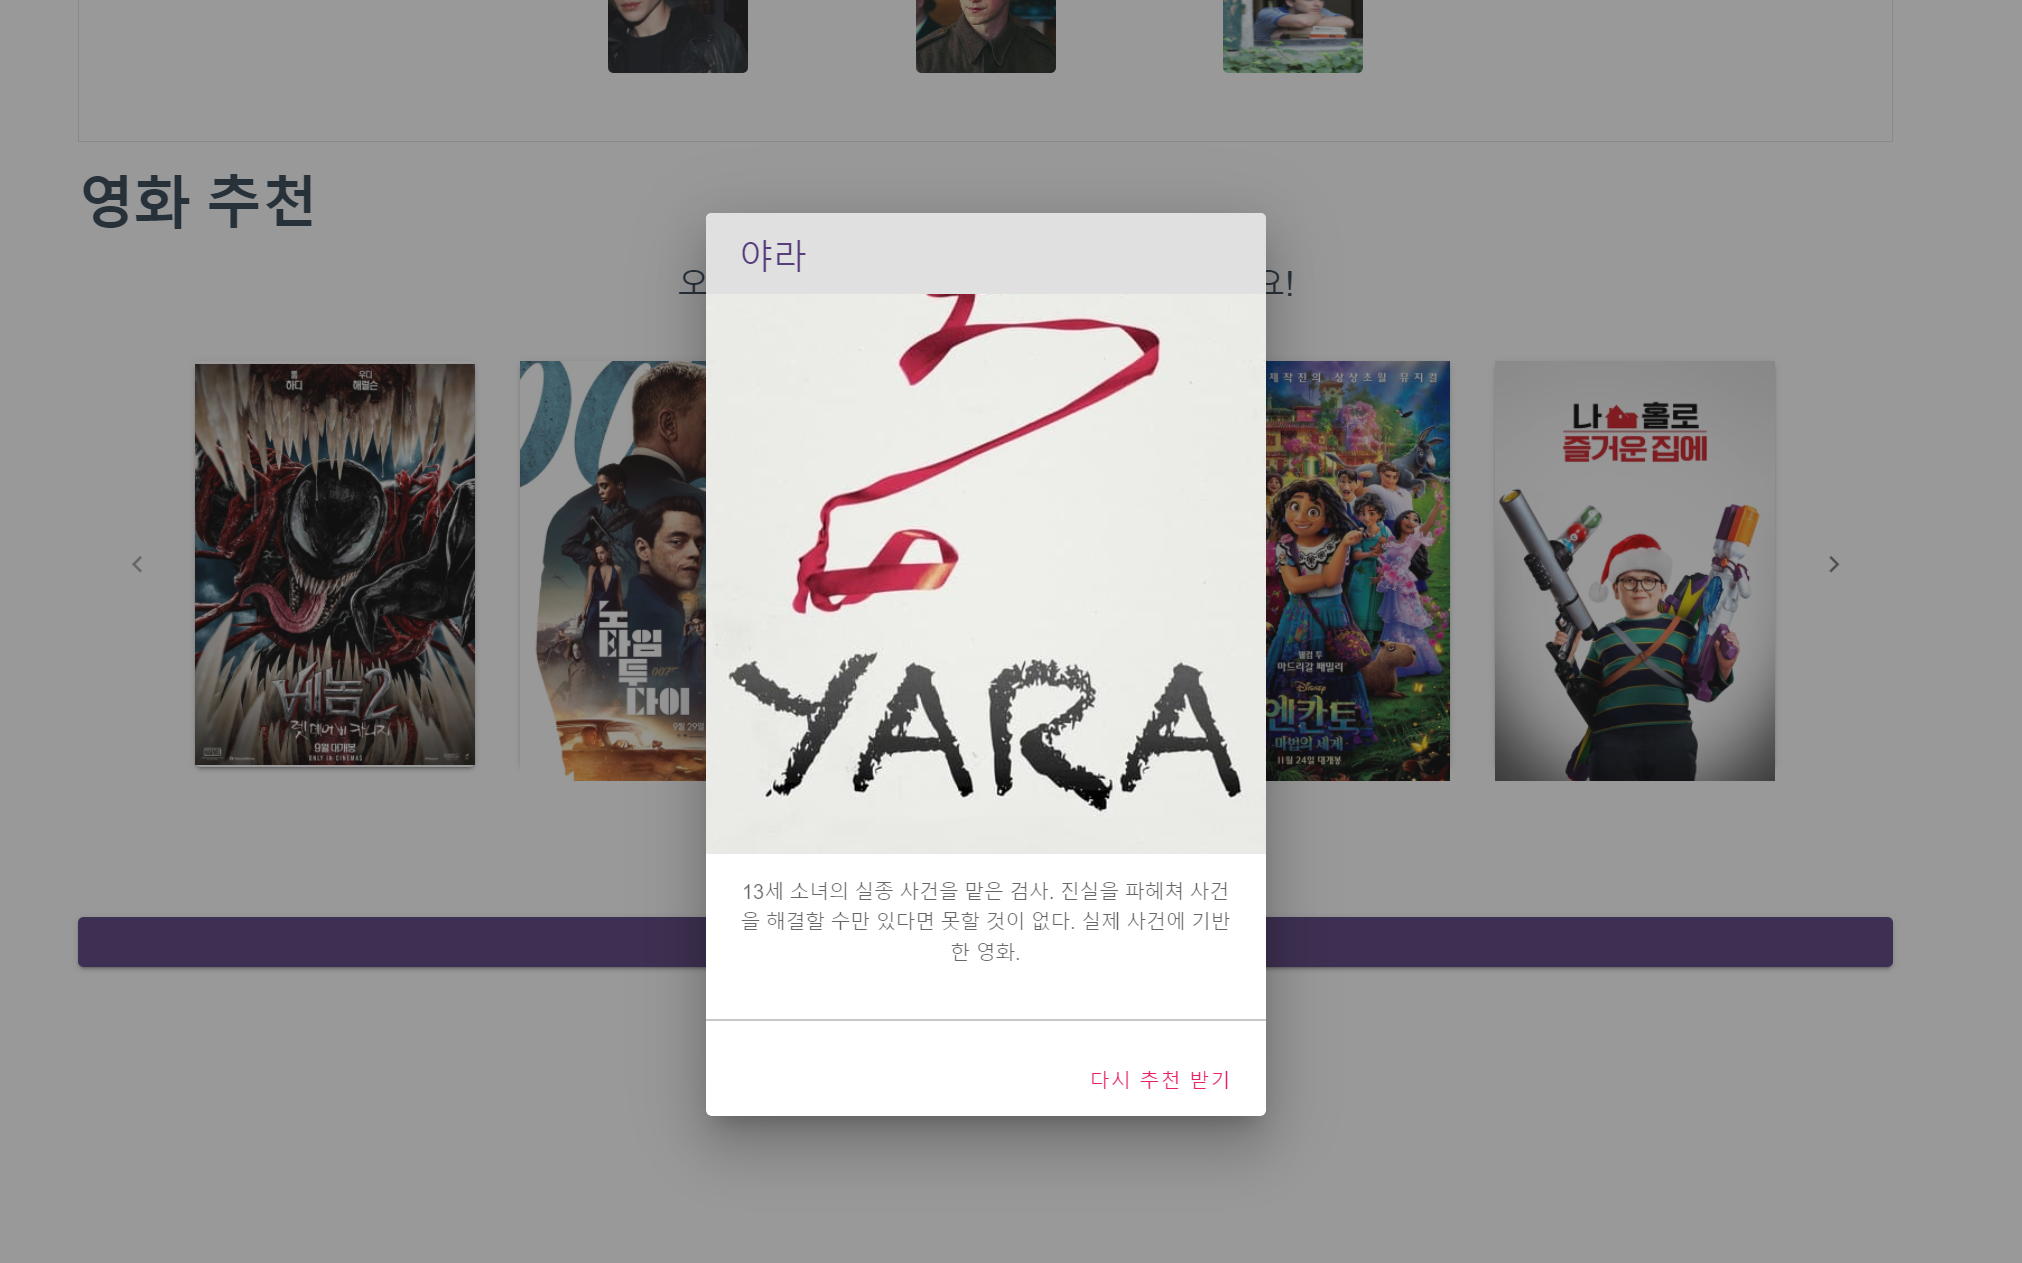 영화 추천
오
요!
야라
YARA
톰
하디
우디
해럴슨
베놈2
렛 데어 비 카니지
9월 대개봉
ONLY IN CINEMAS
노
타임
투
다이
007
9월 29일
제작진의 상상초월 뮤지컬
웰컴 투
마드리갈 패밀리
Disney
엔칸토
마법의 세계
11월 24일 대개봉
나 홀로
즐거운 집에
13세 소녀의 실종 사건을 맡은 검사. 진실을 파헤쳐 사건
을 해결할 수만 있다면 못할 것이 없다. 실제 사건에 기반
한 영화.
다시 추천 받기